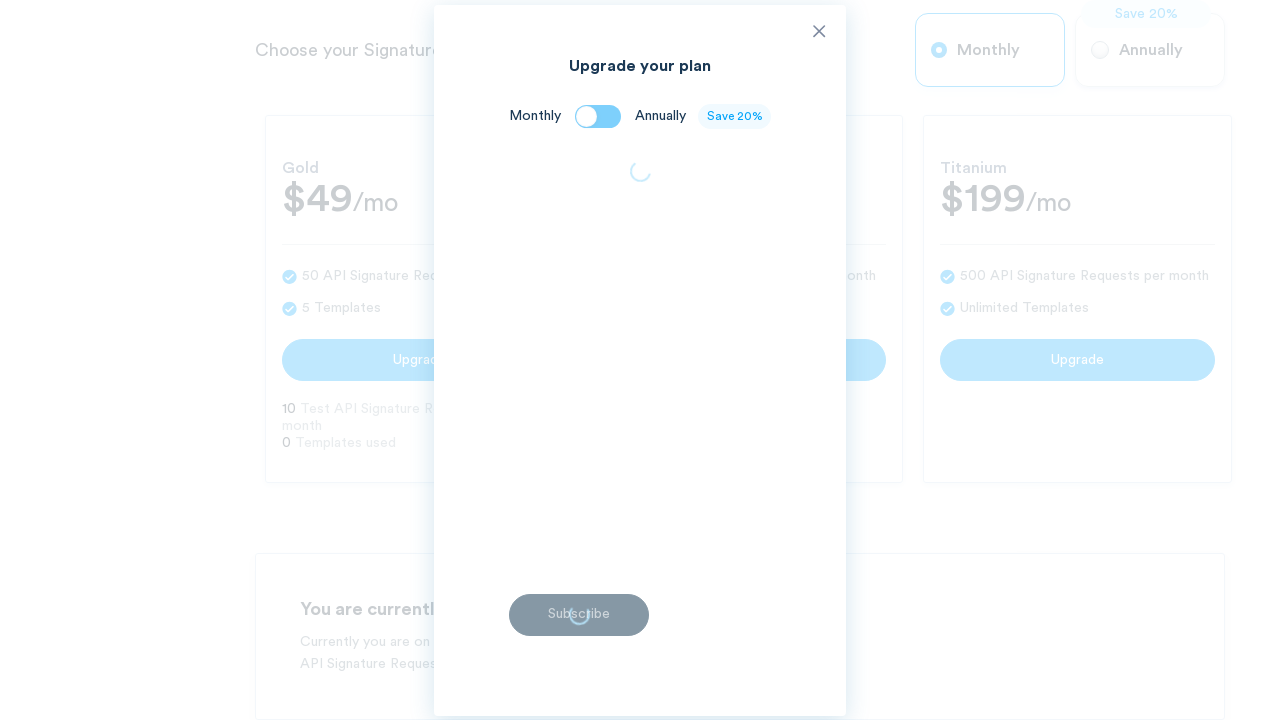 Save 20%
Choose your Signature
Monthly
Annually
Upgrade your plan
Monthly
Annually
Save 20%
Gold
$49/mo
50 API Signature Req
5 Templates
Upgrad
10 Test API Signature R
month
0 Templates used
onth
Titanium
$199/mo
500 API Signature Requests per month
Unlimited Templates
Upgrade
Subscribe
You are currentl
Currently you are on
API Signature Reques